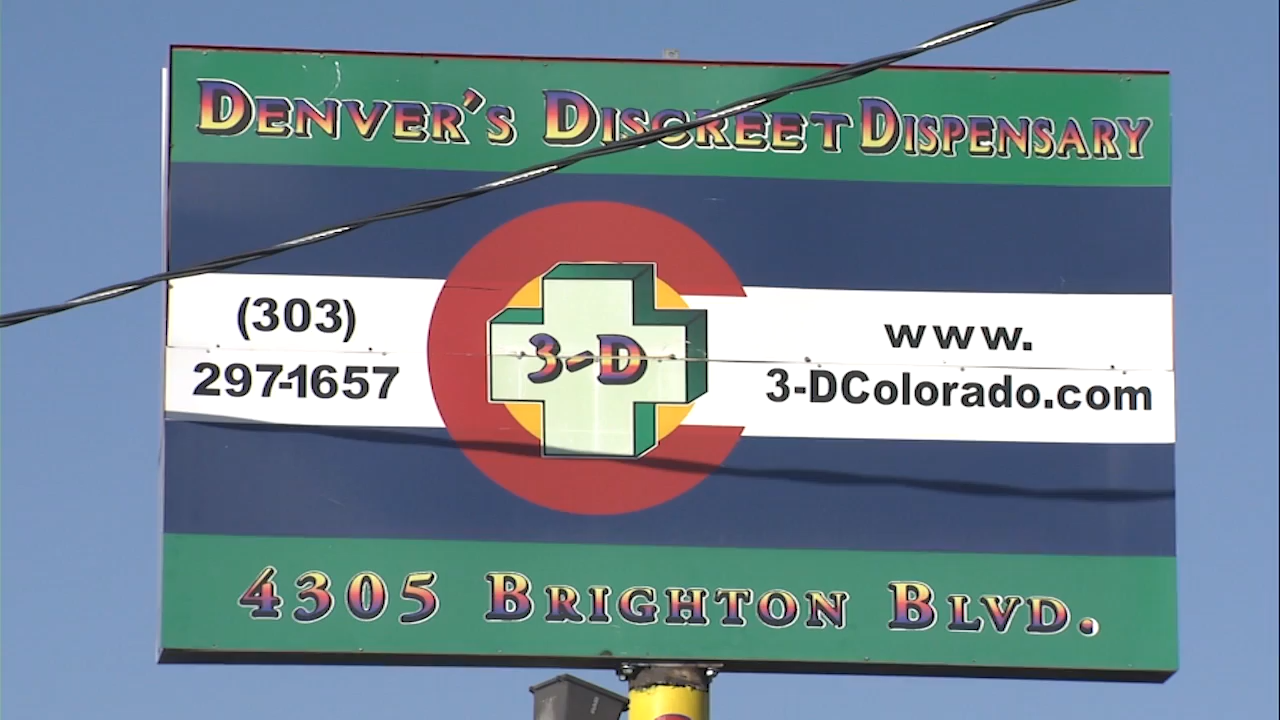 DENVER'S DISCREET DISPENSARY
(303)
297-1657
3-D
www.
3-DColorado.com
4305 BRIGHTON BLVD.